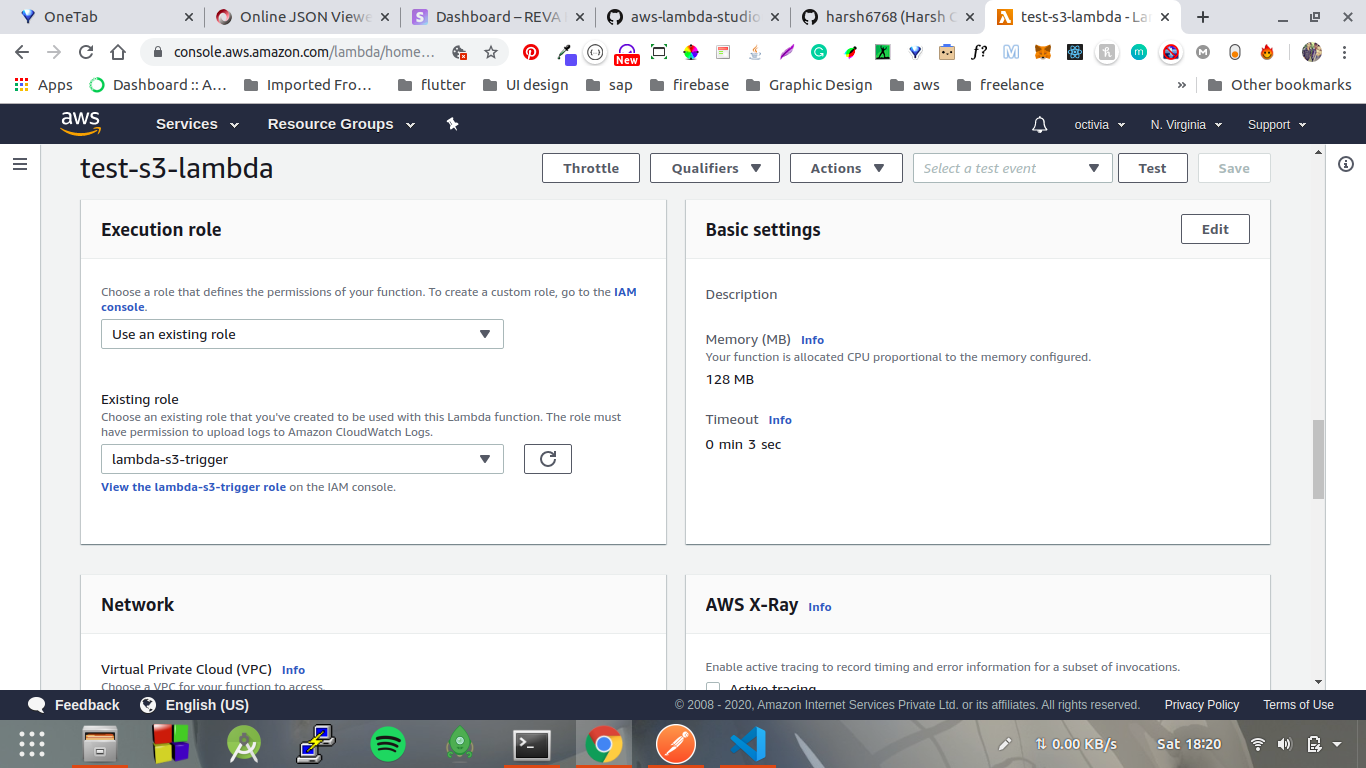 OneTab
Online JSON Viewe
Dashboard – REVA
aws-lambda-studio
harsh6768 (Harsh C
test-s3-lambda - La
console.aws.amazon.com/lambda/home...
New
f?
Apps
Dashboard :: A...
Imported Fro...
flutter
UI design
sap
firebase
Graphic Design
aws
freelance
»
Other bookmarks
aws
Services
Resource Groups
octivia
N. Virginia
Support
test-s3-lambda
Throttle
Qualifiers
Actions
Select a test event
Test
Save
Execution role
Choose a role that defines the permissions of your function. To create a custom role, go to the IAM
console.
Use an existing role
Existing role
Choose an existing role that you've created to be used with this Lambda function. The role must
have permission to upload logs to Amazon CloudWatch Logs.
lambda-s3-trigger
View the lambda-s3-trigger role on the IAM console.
Basic settings
Edit
Description
Memory (MB) Info
Your function is allocated CPU proportional to the memory configured.
128 MB
Timeout Info
0 min 3 sec
Network
Virtual Private Cloud (VPC) Info
Choose a VPC for your function to access.
AWS X-Ray Info
Enable active tracing to record timing and error information for a subset of invocations.
Active tracing
Feedback
English (US)
© 2008 - 2020, Amazon Internet Services Private Ltd. or its affiliates. All rights reserved.
Privacy Policy
Terms of Use
0.00 KB/s
Sat 18:20